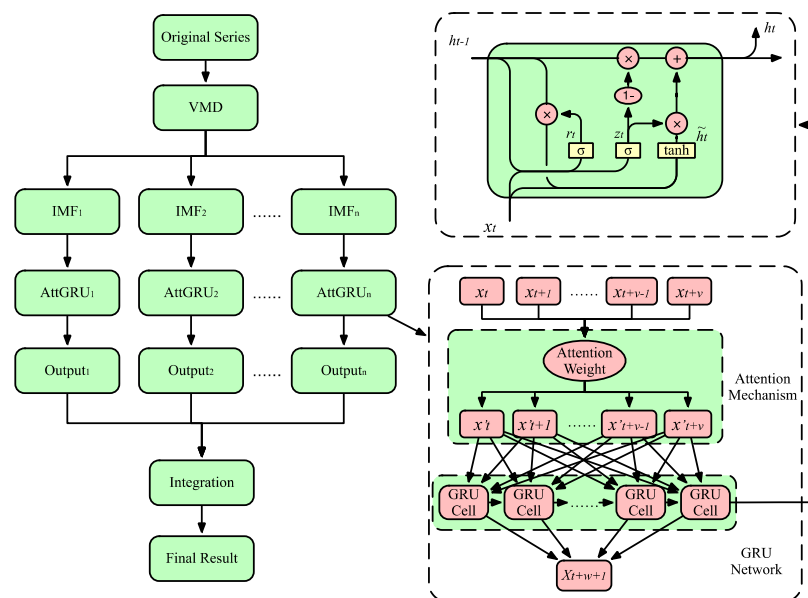 Original Series
VMD
IMF1 IMF2 ...... IMFn
AttGRU1 AttGRU2 ...... AttGRUn
Output1 Output2 ...... Outputn
Integration
Final Result
ht-1 ht
× +
1-
× ×
rt zt h̃t
σ σ tanh
xt
xt xt+1 ...... xt+v-1 xt+v
Attention
Weight
Attention
Mechanism
x't x't+1 ...... x't+v-1 x't+v
GRU GRU GRU GRU
Cell Cell ...... Cell Cell
GRU
Network
Xt+w+1